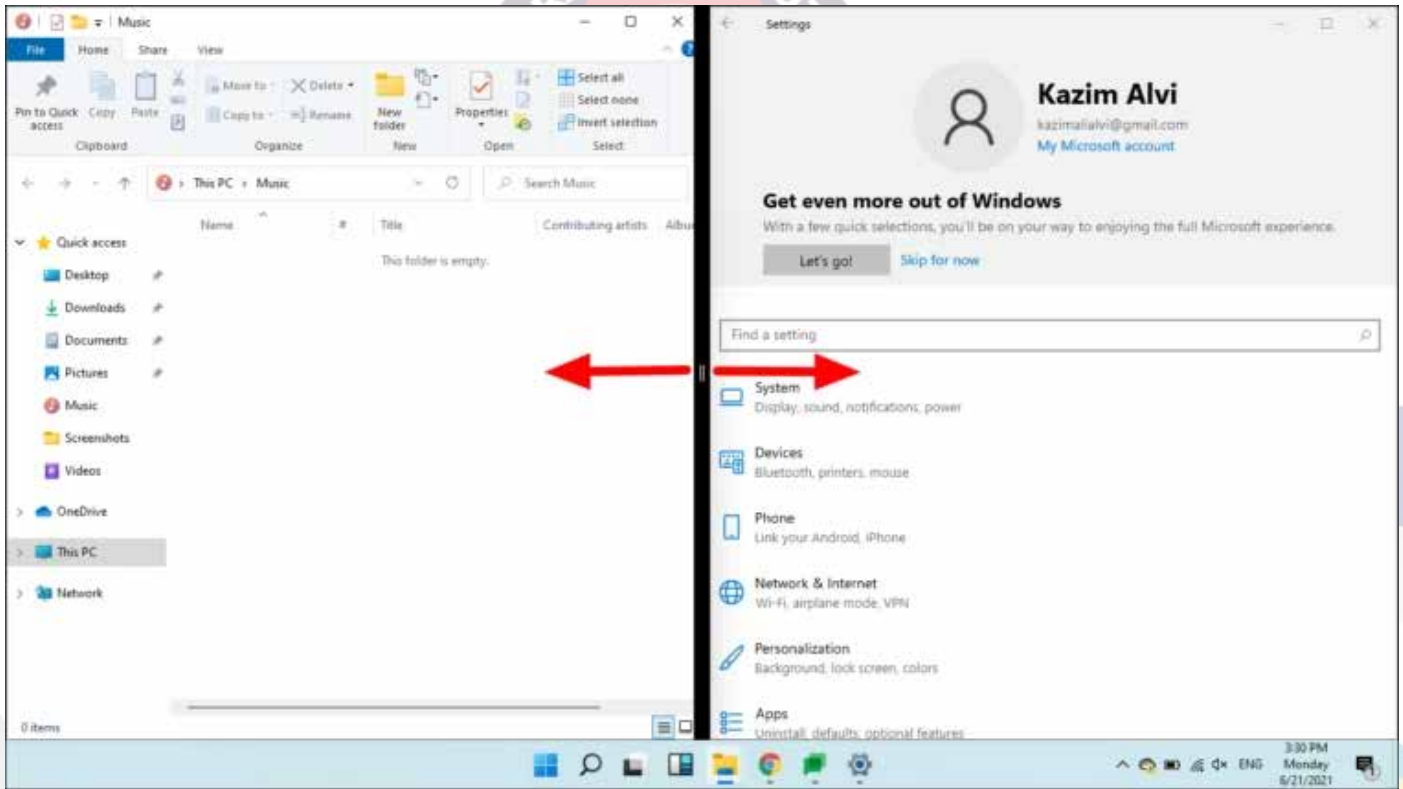 Music
File Home Share View
Pin to Quick access
Copy
Paste
Clipboard
Move to
Copy to
Delete
Rename
Organize
New folder
New
Properties
Open
Select all
Select none
Invert selection
Select
This PC › Music
Search Music
Name # Title Contributing artists Albu
This folder is empty.
Quick access
Desktop
Downloads
Documents
Pictures
Music
Screenshots
Videos
OneDrive
This PC
Network
0 items
Settings
Kazim Alvi
kazimalialvi@gmail.com
My Microsoft account
Get even more out of Windows
With a few quick selections, you'll be on your way to enjoying the full Microsoft experience.
Let's go! Skip for now
Find a setting
System
Display, sound, notifications, power
Devices
Bluetooth, printers, mouse
Phone
Link your Android, iPhone
Network & Internet
Wi-Fi, airplane mode, VPN
Personalization
Background, lock screen, colors
Apps
Uninstall, defaults, optional features
ENG
3:30 PM
Monday
6/21/2021